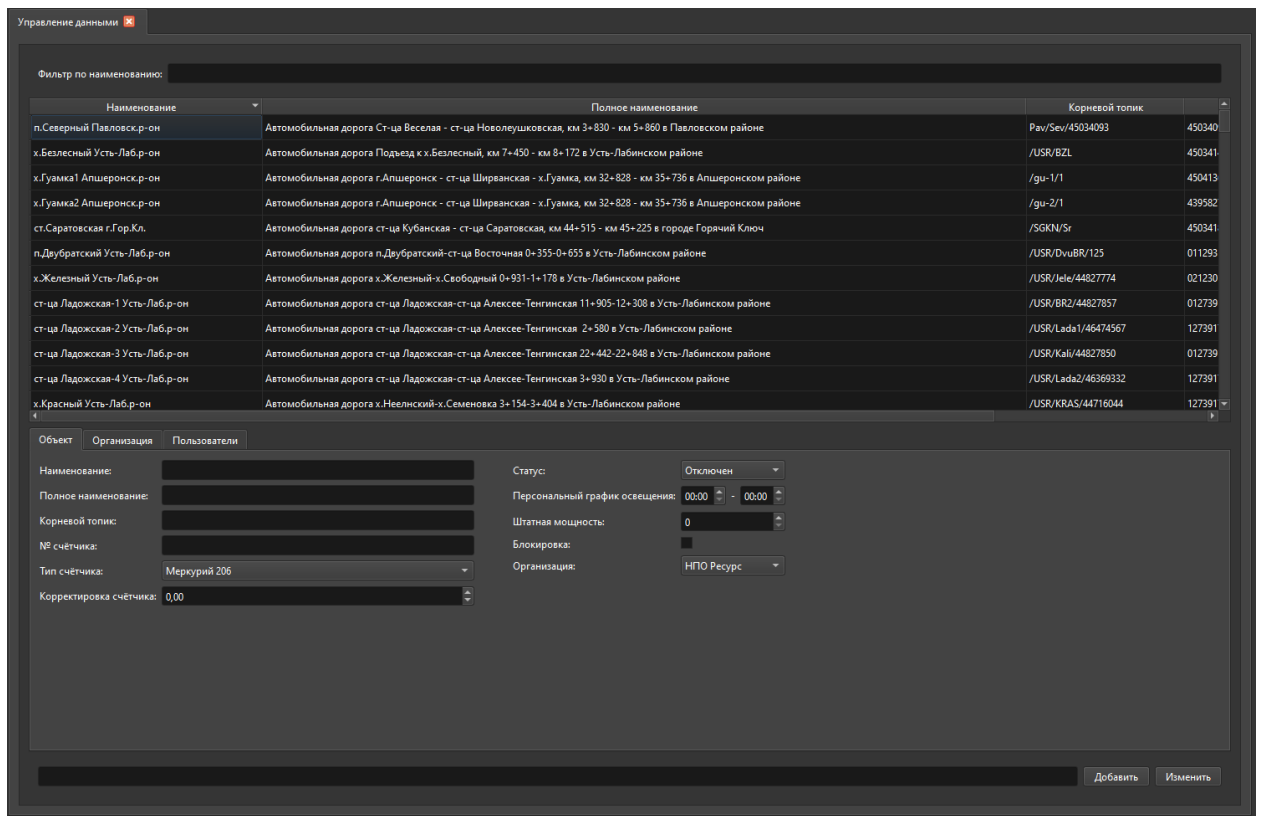 Управление данными
Фильтр по наименованию:
Наименование Полное наименование Корневой топик
п.Северный Павловск.р-он Автомобильная дорога Ст-ца Веселая - ст-ца Новолеушковская, км 3+830 - км 5+860 в Павловском районе Pav/Sev/45034093 450340
х.Безлесный Усть-Лаб.р-он Автомобильная дорога Подъезд к х.Безлесный, км 7+450 - км 8+172 в Усть-Лабинском районе /USR/BZL 450341
х.Гуамка1 Апшеронск.р-он Автомобильная дорога г.Апшеронск - ст-ца Ширванская - х.Гуамка, км 32+828 - км 35+736 в Апшеронском районе /gu-1/1 450413
х.Гуамка2 Апшеронск.р-он Автомобильная дорога г.Апшеронск - ст-ца Ширванская - х.Гуамка, км 32+828 - км 35+736 в Апшеронском районе /gu-2/1 439582
ст.Саратовская г.Гор.Кл. Автомобильная дорога ст-ца Кубанская - ст-ца Саратовская, км 44+515 - км 45+225 в городе Горячий Ключ /SGKN/Sr 450341
п.Двубратский Усть-Лаб.р-он Автомобильная дорога п.Двубратский-ст-ца Восточная 0+355-0+655 в Усть-Лабинском районе /USR/DvuBR/125 011293
х.Железный Усть-Лаб.р-он Автомобильная дорога х.Железный-х.Свободный 0+931-1+178 в Усть-Лабинском районе /USR/Jele/44827774 021230
ст-ца Ладожская-1 Усть-Лаб.р-он Автомобильная дорога ст-ца Ладожская-ст-ца Алексее-Тенгинская 11+905-12+308 в Усть-Лабинском районе /USR/BR2/44827857 012739
ст-ца Ладожская-2 Усть-Лаб.р-он Автомобильная дорога ст-ца Ладожская-ст-ца Алексее-Тенгинская  2+580 в Усть-Лабинском районе /USR/Lada1/46474567 127391
ст-ца Ладожская-3 Усть-Лаб.р-он Автомобильная дорога ст-ца Ладожская-ст-ца Алексее-Тенгинская 22+442-22+848 в Усть-Лабинском районе /USR/Kali/44827850 012739
ст-ца Ладожская-4 Усть-Лаб.р-он Автомобильная дорога ст-ца Ладожская-ст-ца Алексее-Тенгинская 3+930 в Усть-Лабинском районе /USR/Lada2/46369332 127391
х.Красный Усть-Лаб.р-он Автомобильная дорога х.Неелнский-х.Семеновка 3+154-3+404 в Усть-Лабинском районе /USR/KRAS/44716044 127391
Объект Организация Пользователи
Наименование: Статус: Отключен
Полное наименование: Персональный график освещения: 00:00 - 00:00
Корневой топик: Штатная мощность: 0
№ счётчика: Блокировка:
Тип счётчика: Меркурий 206 Организация: НПО Ресурс
Корректировка счётчика: 0,00
Добавить Изменить